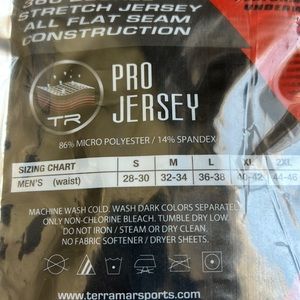 STRETCH JERSEY
ALL FLAT SEAM
CONSTRUCTION
PRO
JERSEY
TR
86% MICRO POLYESTER / 14% SPANDEX
SIZING CHART S M L XL 2XL
MEN'S (waist) 28-30 32-34 36-38 40-42 44-46
MACHINE WASH COLD. WASH DARK COLORS SEPARATE
ONLY NON-CHLORINE BLEACH. TUMBLE DRY LOW.
DO NOT IRON / STEAM OR DRY CLEAN.
NO FABRIC SOFTENER / DRYER SHEETS.
www.terramarsports.com